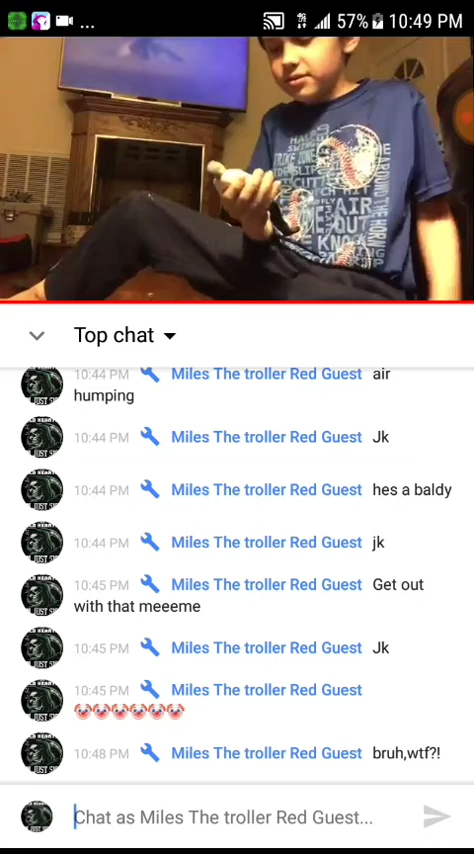 ... 57% 10:49 PM
AIR
OUT
Top chat
10:44 PM Miles The troller Red Guest air
humping
10:44 PM Miles The troller Red Guest Jk
10:44 PM Miles The troller Red Guest hes a baldy
10:44 PM Miles The troller Red Guest jk
10:45 PM Miles The troller Red Guest Get out
with that meeeme
10:45 PM Miles The troller Red Guest Jk
10:45 PM Miles The troller Red Guest
🤡🤡🤡🤡🤡🤡
10:48 PM Miles The troller Red Guest bruh,wtf?!
Chat as Miles The troller Red Guest...